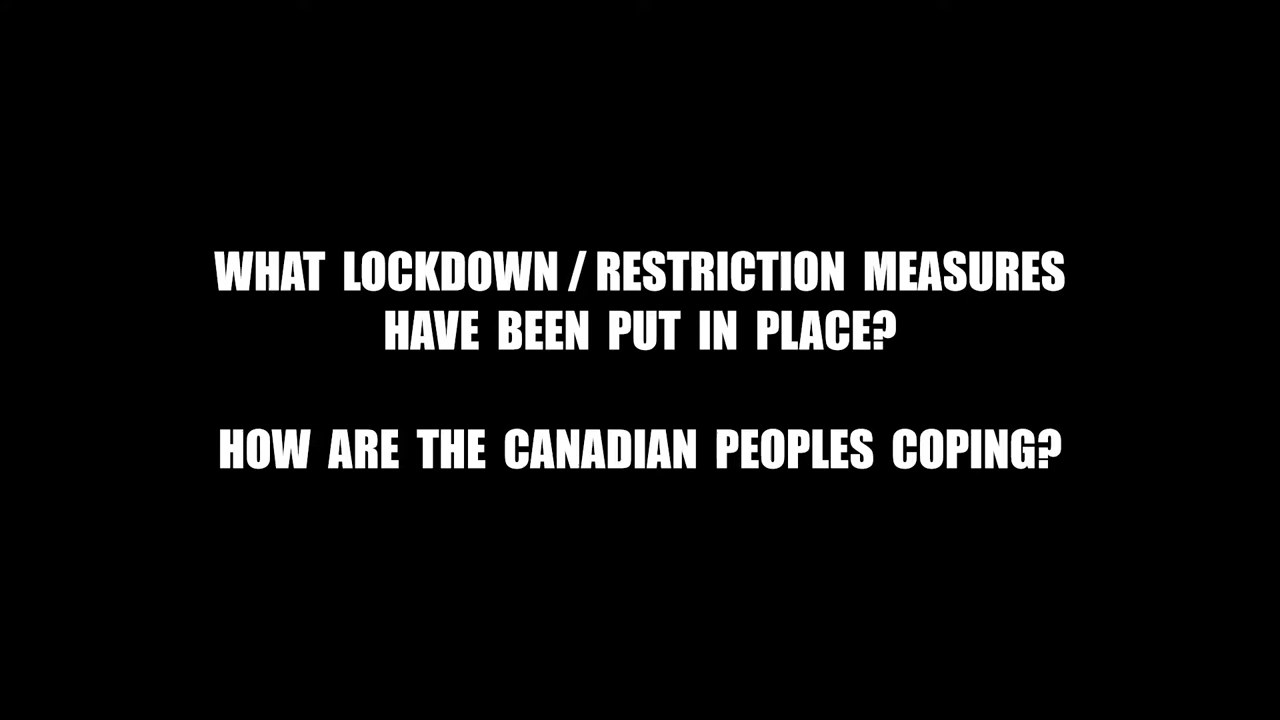 WHAT LOCKDOWN / RESTRICTION MEASURES
HAVE BEEN PUT IN PLACE?
HOW ARE THE CANADIAN PEOPLES COPING?